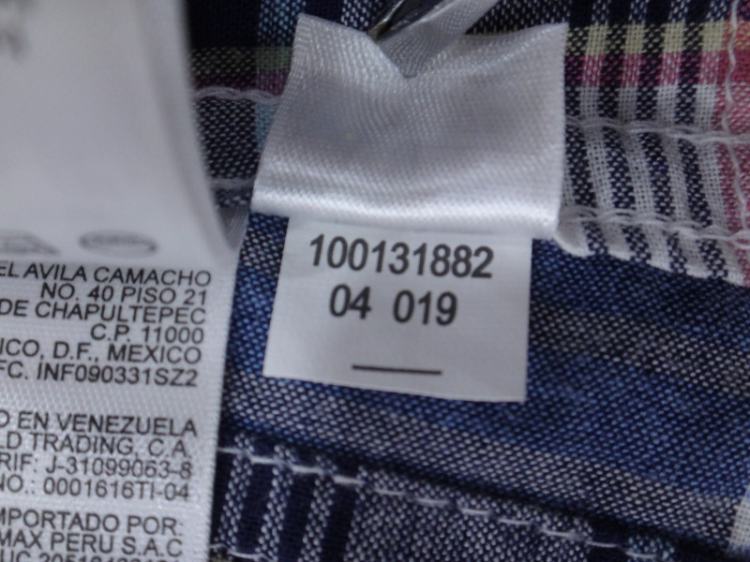 EL AVILA CAMACHO
NO. 40 PISO 21
DE CHAPULTEPEC
C.P. 11000
ICO, D.F., MEXICO
FC. INF090331SZ2
O EN VENEZUELA
LD TRADING, C.A.
RIF: J-31099063-8
NO.: 0001616TI-04
MPORTADO POR:
MAX PERU S.A.C
100131882
04 019